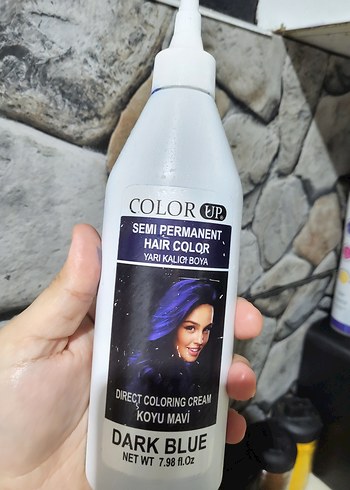 COLOR UP®
SEMI PERMANENT
HAIR COLOR
YARI KALICI BOYA
DIRECT COLORING CREAM
KOYU MAVİ
DARK BLUE
NET WT 7.98 fl.Oz